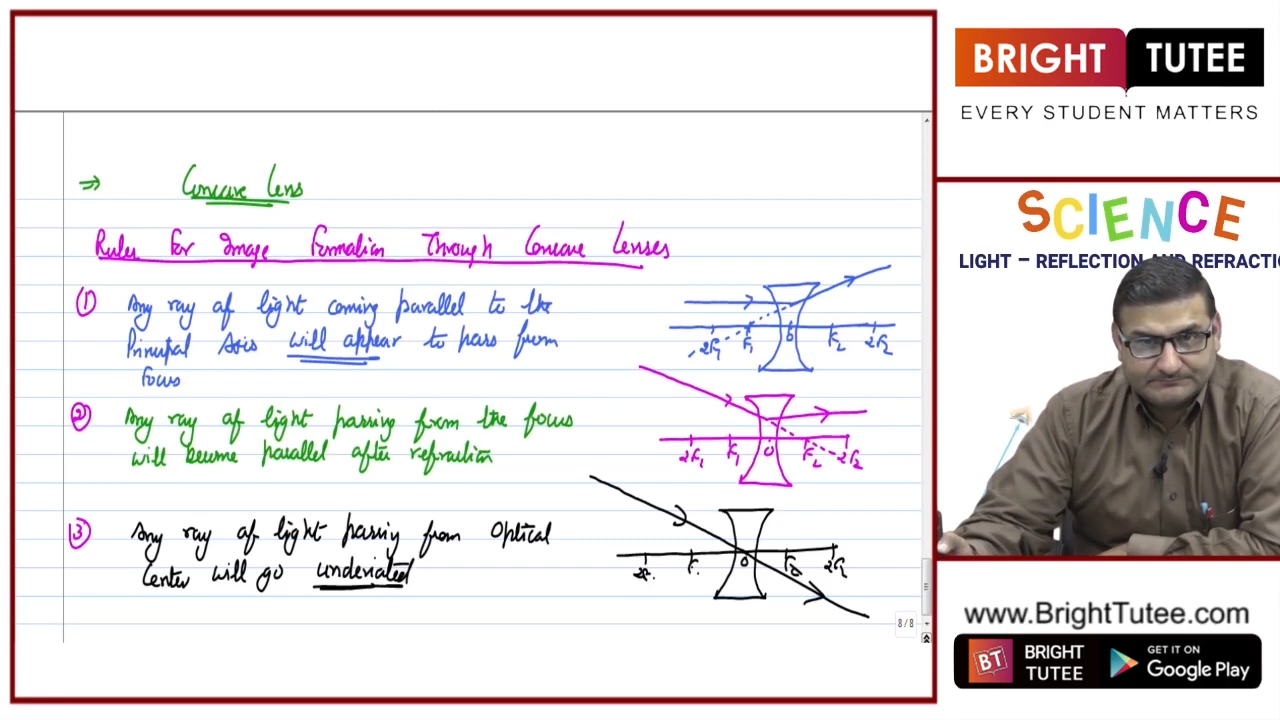 BRIGHT TUTEE
EVERY STUDENT MATTERS
SCIENCE
LIGHT – REFLECTION AND REFRACTI
⇒ Concave Lens
Rules For Image Formation Through Concave Lenses
(1) Any ray of light coming parallel to the
Principal Axis will appear to pass from
Focus
2F1 F1 O F2 2F2
(2) Any ray of light passing from the focus
will become parallel after refraction
2F1 F1 O F2 2F2
(3) Any ray of light passing from Optical
Center will go undeviated
O 2F2
8 / 8
www.BrightTutee.com
BT BRIGHT
TUTEE
GET IT ON
Google Play